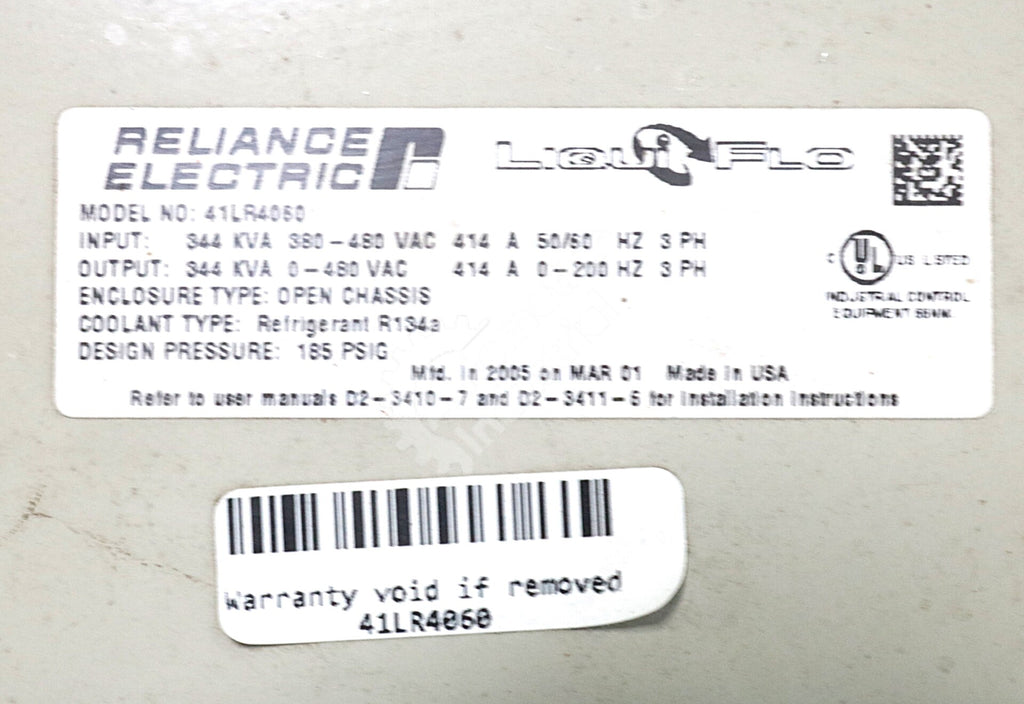 RELIANCE
ELECTRIC
LIQUIFLO
MODEL NO: 41LR4060
INPUT: 344 KVA 380-480 VAC 414 A 50/60 HZ 3 PH
OUTPUT: 344 KVA 0-480 VAC 414 A 0-200 HZ 3 PH
ENCLOSURE TYPE: OPEN CHASSIS
COOLANT TYPE: Refrigerant R134a
DESIGN PRESSURE: 185 PSIG
Mfd. in 2005 on MAR 01 Made in USA
Refer to user manuals D2-3410-7 and D2-3411-6 for installation instructions
C UL US LISTED
INDUSTRIAL CONTROL
EQUIPMENT
Warranty void if removed
41LR4060